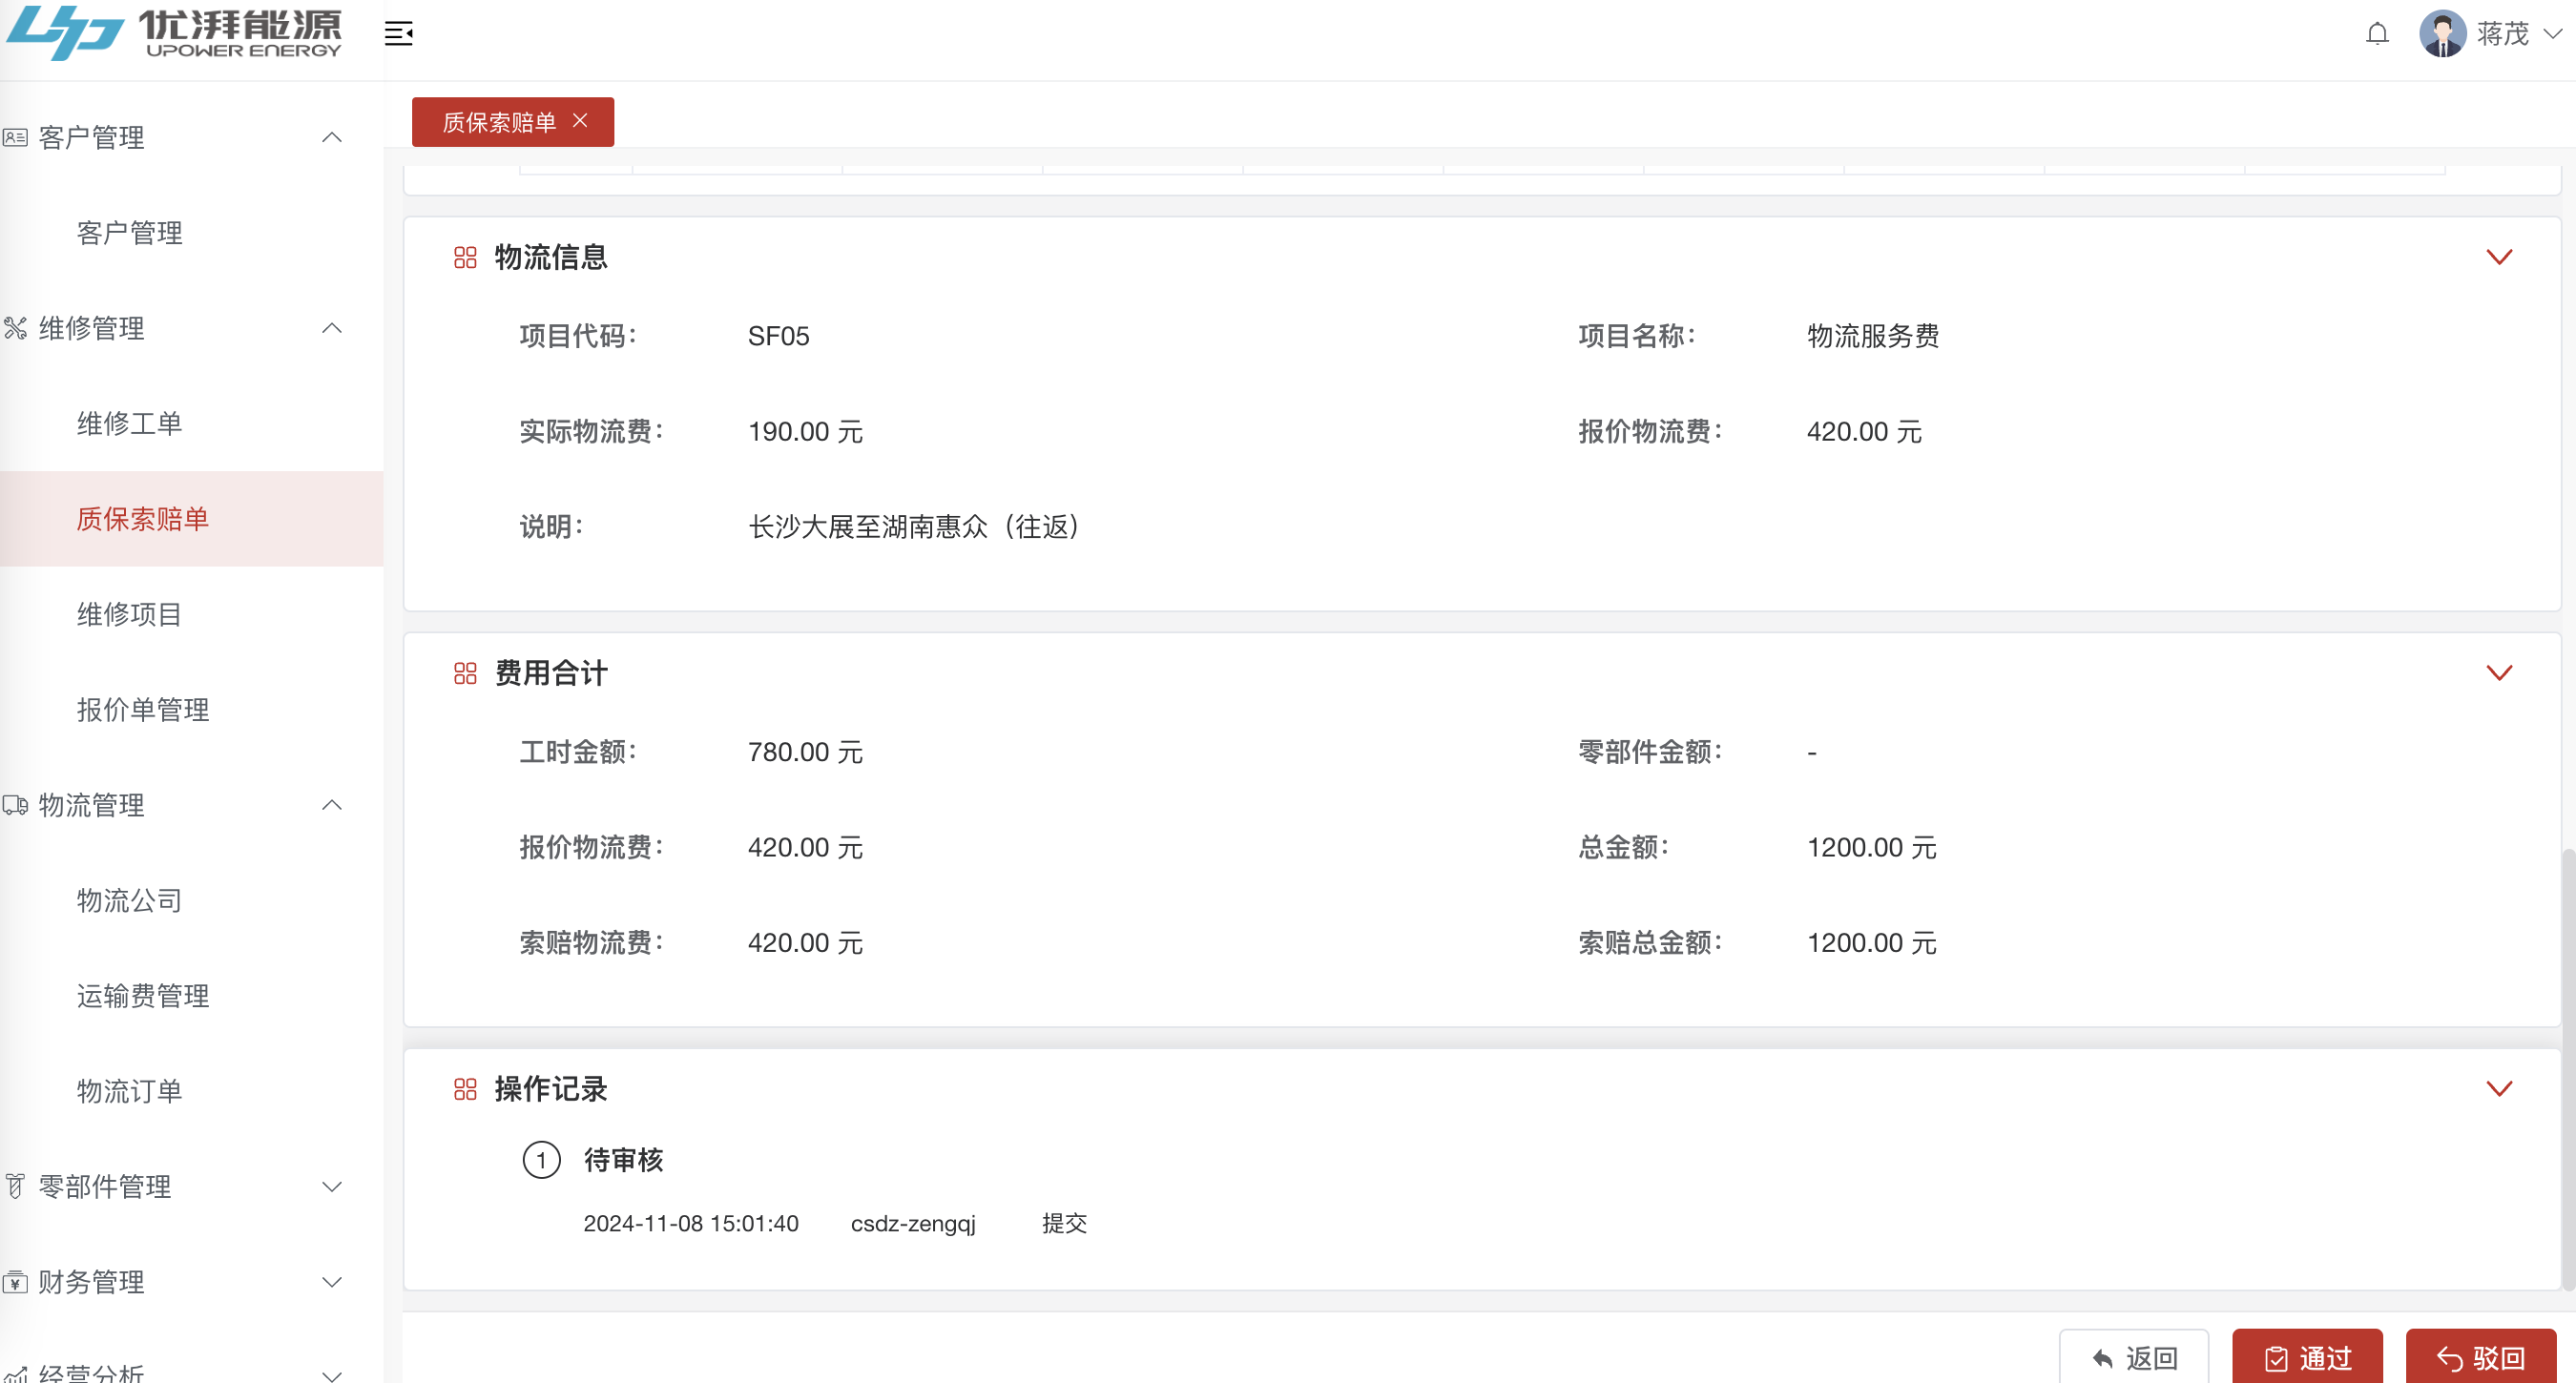 优湃能源
UPOWER ENERGY
蒋茂
客户管理
客户管理
维修管理
维修工单
质保索赔单
维修项目
报价单管理
物流管理
物流公司
运输费管理
物流订单
零部件管理
财务管理
经营分析
质保索赔单
物流信息
项目代码： SF05 项目名称： 物流服务费
实际物流费： 190.00 元 报价物流费： 420.00 元
说明： 长沙大展至湖南惠众（往返）
费用合计
工时金额： 780.00 元 零部件金额： -
报价物流费： 420.00 元 总金额： 1200.00 元
索赔物流费： 420.00 元 索赔总金额： 1200.00 元
操作记录
1 待审核
2024-11-08 15:01:40 csdz-zengqj 提交
返回 通过 驳回